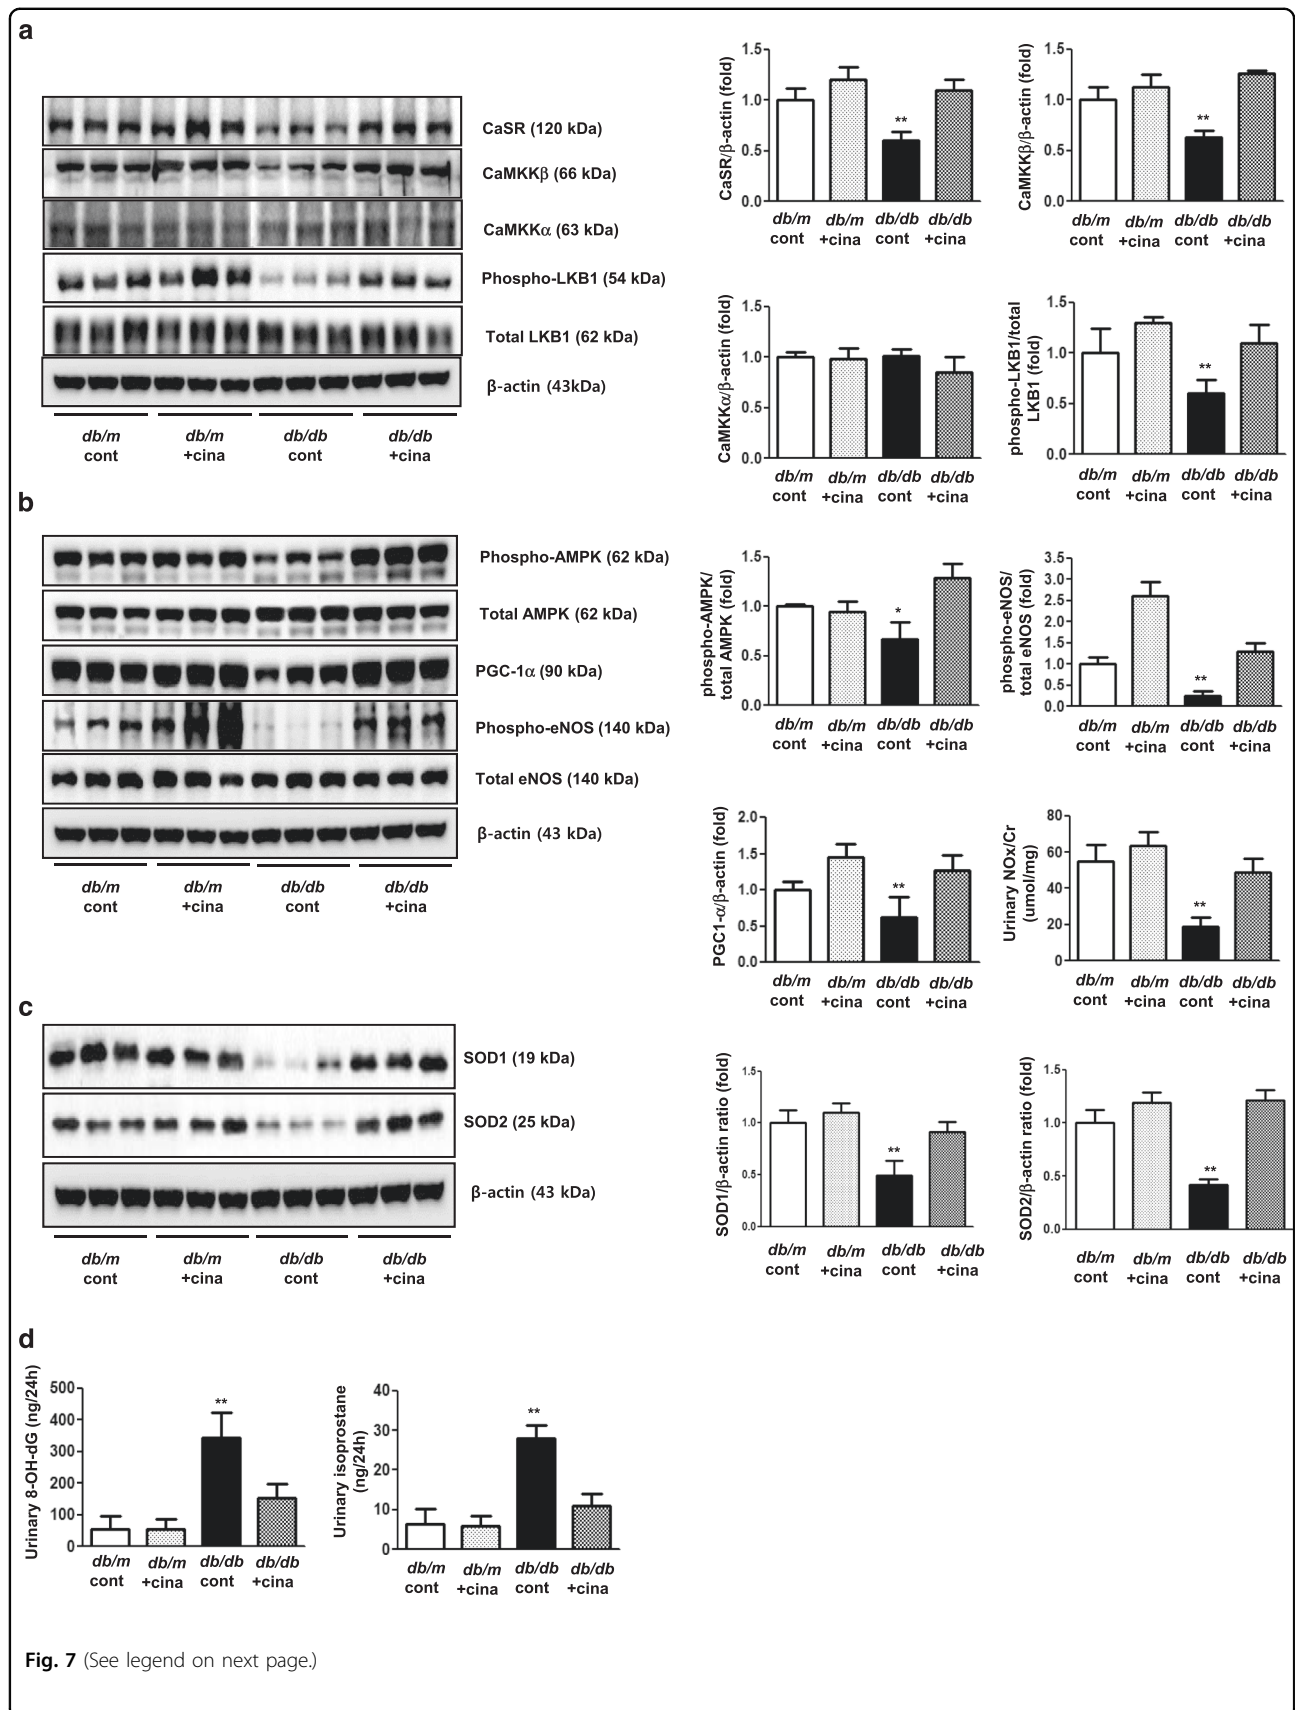 a
CaSR (120 kDa)
CaMKKβ (66 kDa)
CaMKKα (63 kDa)
Phospho-LKB1 (54 kDa)
Total LKB1 (62 kDa)
β-actin (43kDa)
db/m db/m db/db db/db
cont +cina cont +cina
CaSR/β-actin (fold)
1.5
1.0
0.5
0.0
db/m db/m db/db db/db
cont +cina cont +cina
**
CaMKKβ/β-actin (fold)
1.5
1.0
0.5
0.0
**
db/m db/m db/db db/db
cont +cina cont +cina
CaMKKα/β-actin (fold)
1.5
1.0
0.5
0.0
db/m db/m db/db db/db
cont +cina cont +cina
phospho-LKB1/total
LKB1 (fold)
1.5
1.0
0.5
0.0
**
db/m db/m db/db db/db
cont +cina cont +cina
b
Phospho-AMPK (62 kDa)
Total AMPK (62 kDa)
PGC-1α (90 kDa)
Phospho-eNOS (140 kDa)
Total eNOS (140 kDa)
β-actin (43 kDa)
db/m db/m db/db db/db
cont +cina cont +cina
phospho-AMPK/
total AMPK (fold)
1.5
1.0
0.5
0.0
*
db/m db/m db/db db/db
cont +cina cont +cina
phospho-eNOS/
total eNOS (fold)
3.5
3.0
2.5
2.0
1.5
1.0
0.5
0.0
**
db/m db/m db/db db/db
cont +cina cont +cina
PGC1-α/β-actin (fold)
2.0
1.5
1.0
0.5
0.0
**
db/m db/m db/db db/db
cont +cina cont +cina
Urinary NOx/Cr
(umol/mg)
80
60
40
20
0
**
db/m db/m db/db db/db
cont +cina cont +cina
c
SOD1 (19 kDa)
SOD2 (25 kDa)
β-actin (43 kDa)
db/m db/m db/db db/db
cont +cina cont +cina
SOD1/β-actin ratio (fold)
1.5
1.0
0.5
0.0
**
db/m db/m db/db db/db
cont +cina cont +cina
SOD2/β-actin ratio (fold)
1.5
1.0
0.5
0.0
**
db/m db/m db/db db/db
cont +cina cont +cina
d
Urinary 8-OH-dG (ng/24h)
500
400
300
200
100
0
**
db/m db/m db/db db/db
cont +cina cont +cina
Urinary isoprostane
(ng/24h)
40
30
20
10
0
**
db/m db/m db/db db/db
cont +cina cont +cina
Fig. 7 (See legend on next page.)